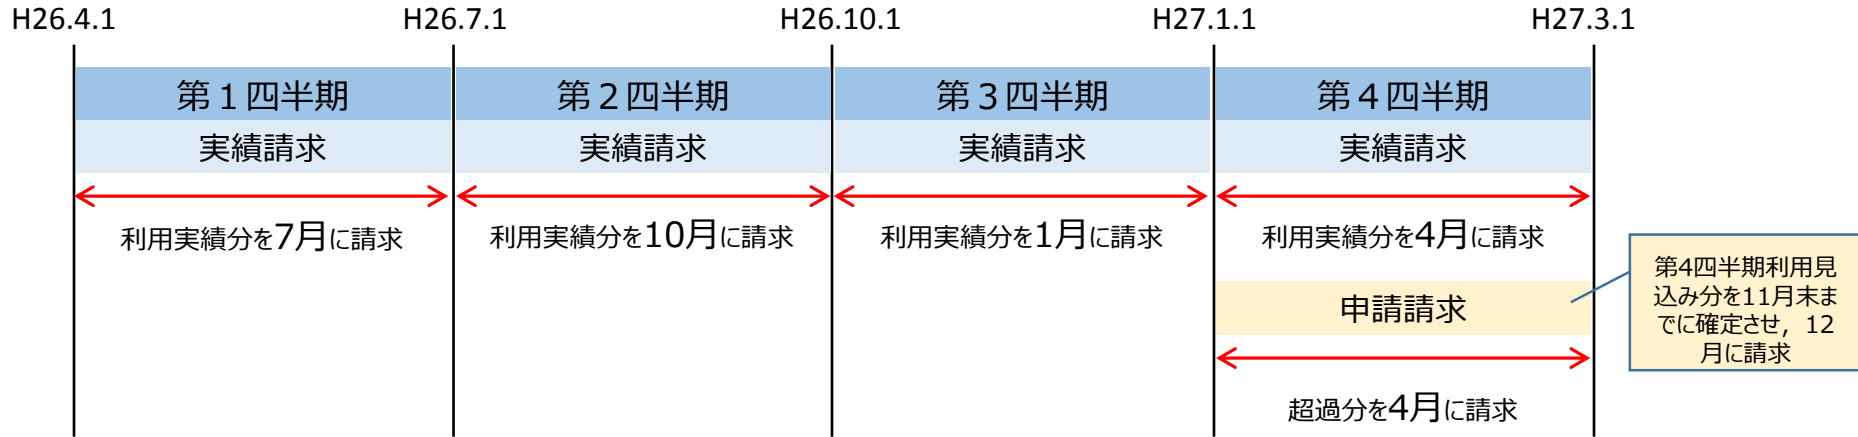 H26.4.1
H26.7.1
H26.10.1
H27.1.1
H27.3.1
第１四半期
第２四半期
第３四半期
第４四半期
実績請求
実績請求
実績請求
実績請求
利用実績分を7月に請求
利用実績分を10月に請求
利用実績分を1月に請求
利用実績分を4月に請求
申請請求
超過分を4月に請求
第4四半期利用見
込み分を11月末ま
でに確定させ，12
月に請求